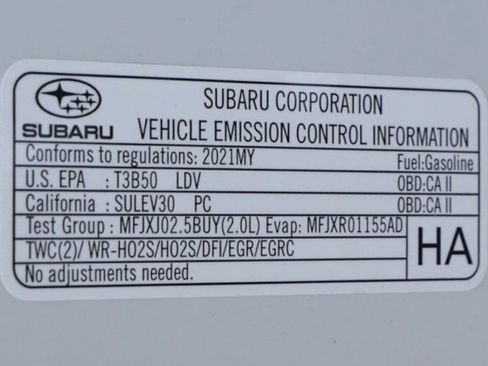 SUBARU
SUBARU CORPORATION
VEHICLE EMISSION CONTROL INFORMATION
Conforms to regulations: 2021MY Fuel:Gasoline
U.S. EPA : T3B50 LDV OBD:CA II
California : SULEV30 PC OBD:CA II
Test Group : MFJXJ02.5BUY(2.0L) Evap: MFJXR01155AD
TWC(2)/ WR-HO2S/HO2S/DFI/EGR/EGRC
No adjustments needed.
HA